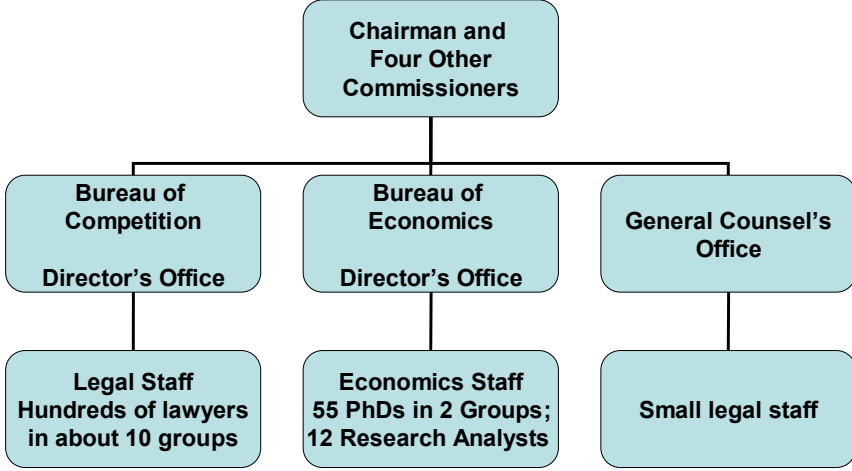 Chairman and
Four Other
Commissioners
Bureau of
Competition
Director's Office
Bureau of
Economics
Director's Office
General Counsel's
Office
Legal Staff
Hundreds of lawyers
in about 10 groups
Economics Staff
55 PhDs in 2 Groups;
12 Research Analysts
Small legal staff